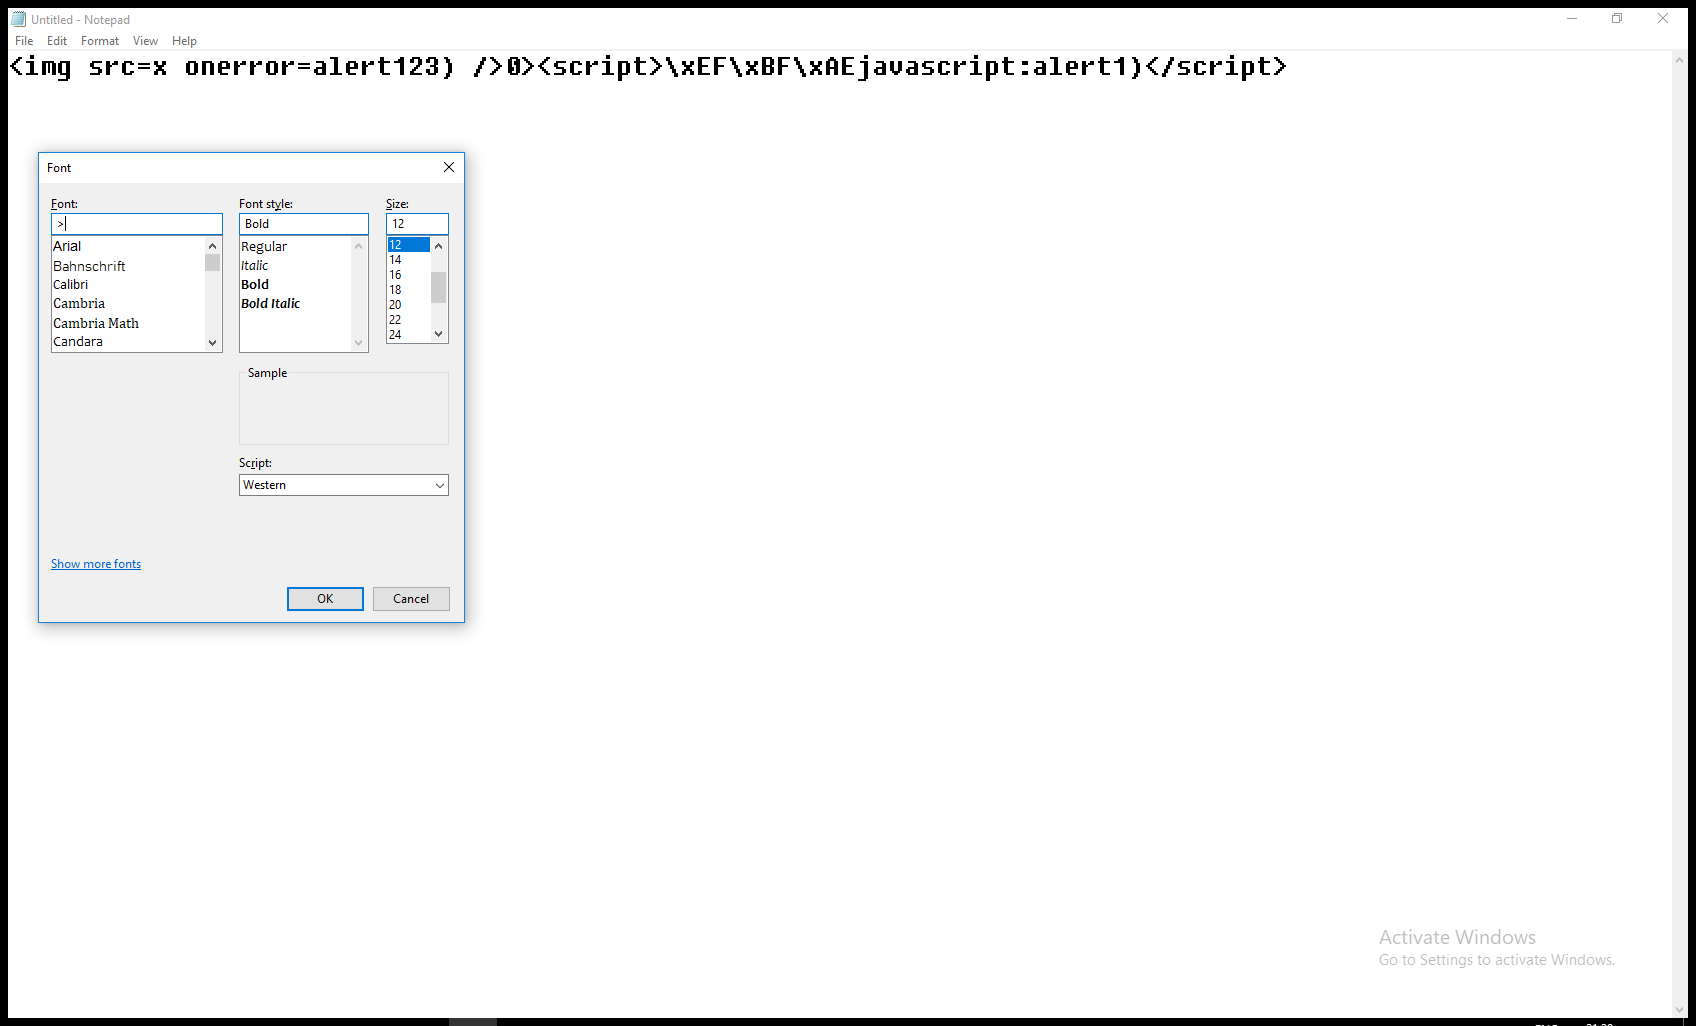 Untitled - Notepad
File Edit Format View Help
<img src=x onerror=alert123) />0><script>\xEF\xBF\xAEjavascript:alert1)</script>
Font
Font: Font style: Size:
> Bold 12
Arial
Bahnschrift
Calibri
Cambria
Cambria Math
Candara
Regular
Italic
Bold
Bold Italic
12
14
16
18
20
22
24
Sample
Script:
Western
Show more fonts
OK Cancel
Activate Windows
Go to Settings to activate Windows.